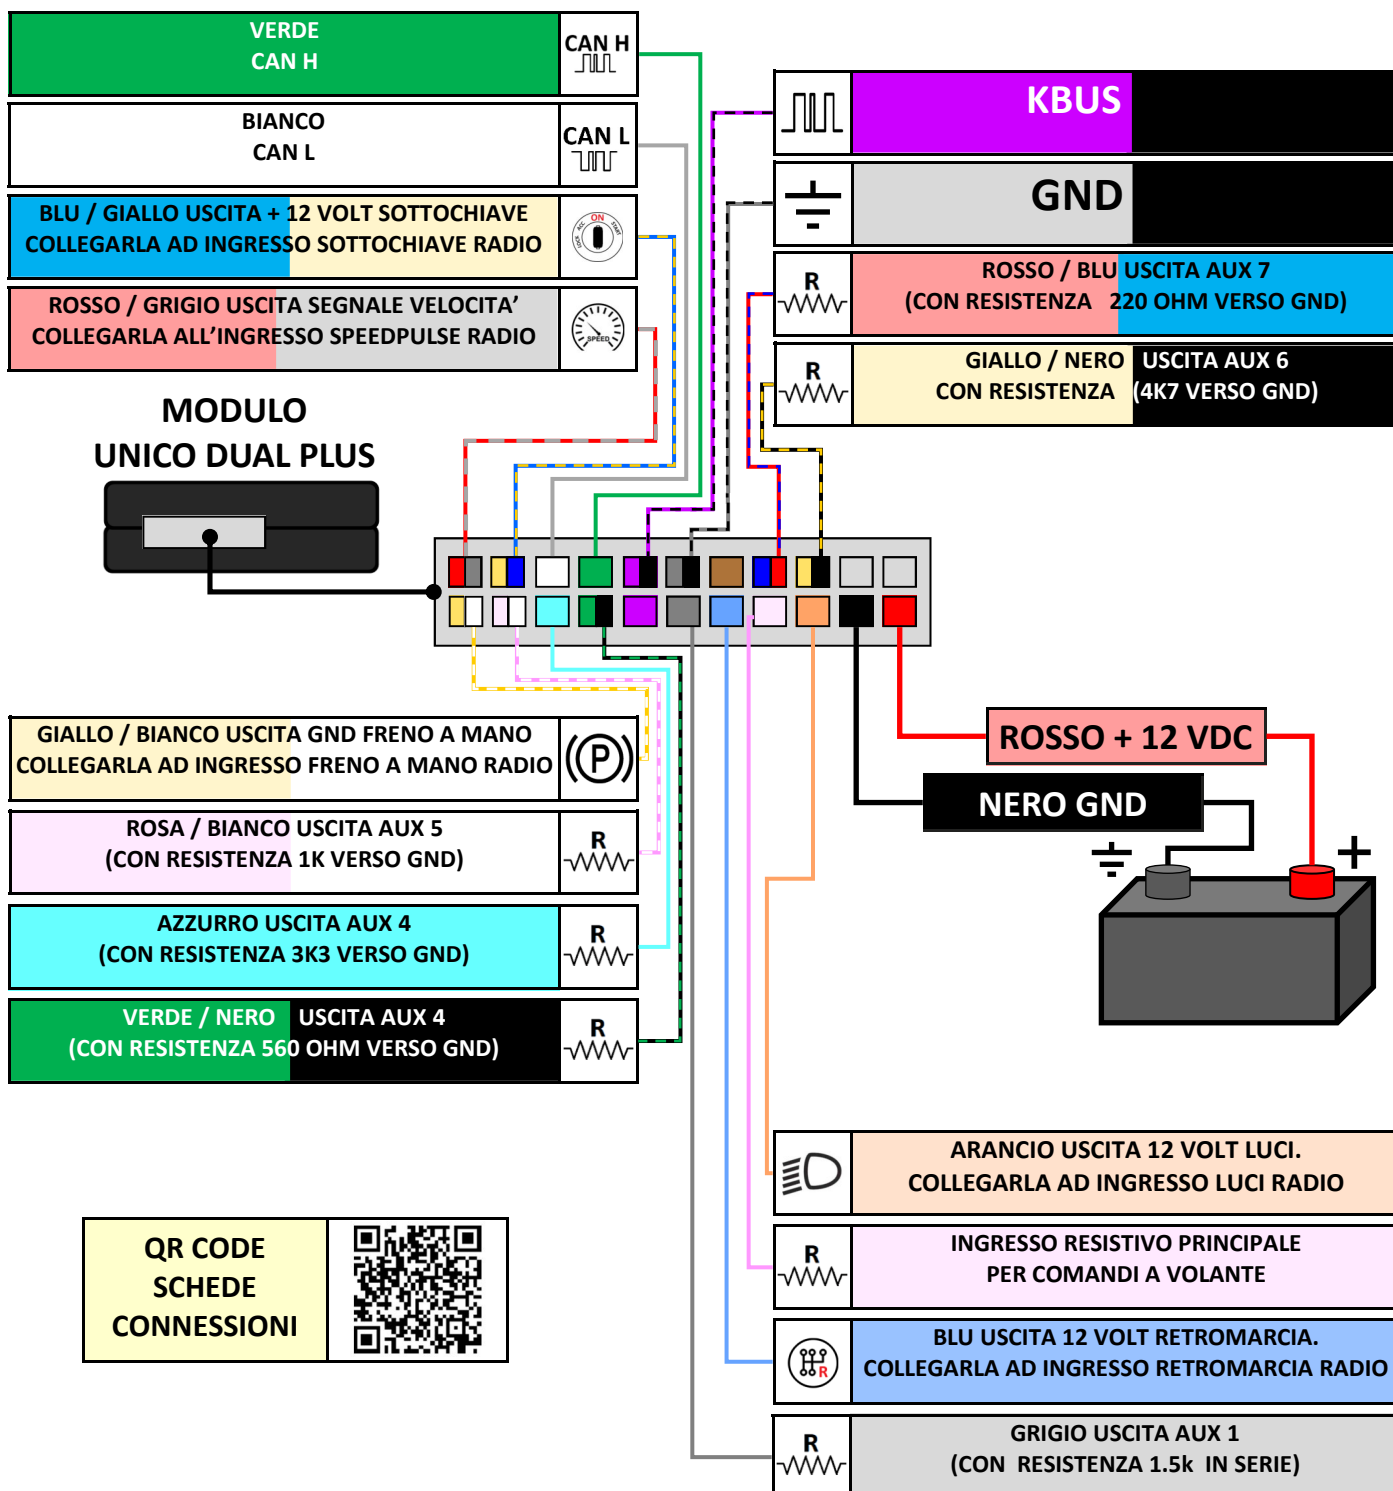 VERDE
CAN H
CAN H
BIANCO
CAN L
CAN L
BLU / GIALLO USCITA + 12 VOLT SOTTOCHIAVE
COLLEGARLA AD INGRESSO SOTTOCHIAVE RADIO
LOCK ACC ON START
ROSSO / GRIGIO USCITA SEGNALE VELOCITA’
COLLEGARLA ALL’INGRESSO SPEEDPULSE RADIO
SPEED
KBUS
GND
ROSSO / BLU USCITA AUX 7
(CON RESISTENZA 220 OHM VERSO GND)
R
GIALLO / NERO USCITA AUX 6
CON RESISTENZA (4K7 VERSO GND)
R
MODULO
UNICO DUAL PLUS
GIALLO / BIANCO USCITA GND FRENO A MANO
COLLEGARLA AD INGRESSO FRENO A MANO RADIO
(P)
ROSA / BIANCO USCITA AUX 5
(CON RESISTENZA 1K VERSO GND)
R
AZZURRO USCITA AUX 4
(CON RESISTENZA 3K3 VERSO GND)
R
VERDE / NERO USCITA AUX 4
(CON RESISTENZA 560 OHM VERSO GND)
R
ROSSO + 12 VDC
NERO GND
+
QR CODE
SCHEDE
CONNESSIONI
ARANCIO USCITA 12 VOLT LUCI.
COLLEGARLA AD INGRESSO LUCI RADIO
R
INGRESSO RESISTIVO PRINCIPALE
PER COMANDI A VOLANTE
R
BLU USCITA 12 VOLT RETROMARCIA.
COLLEGARLA AD INGRESSO RETROMARCIA RADIO
R
GRIGIO USCITA AUX 1
(CON RESISTENZA 1.5k IN SERIE)